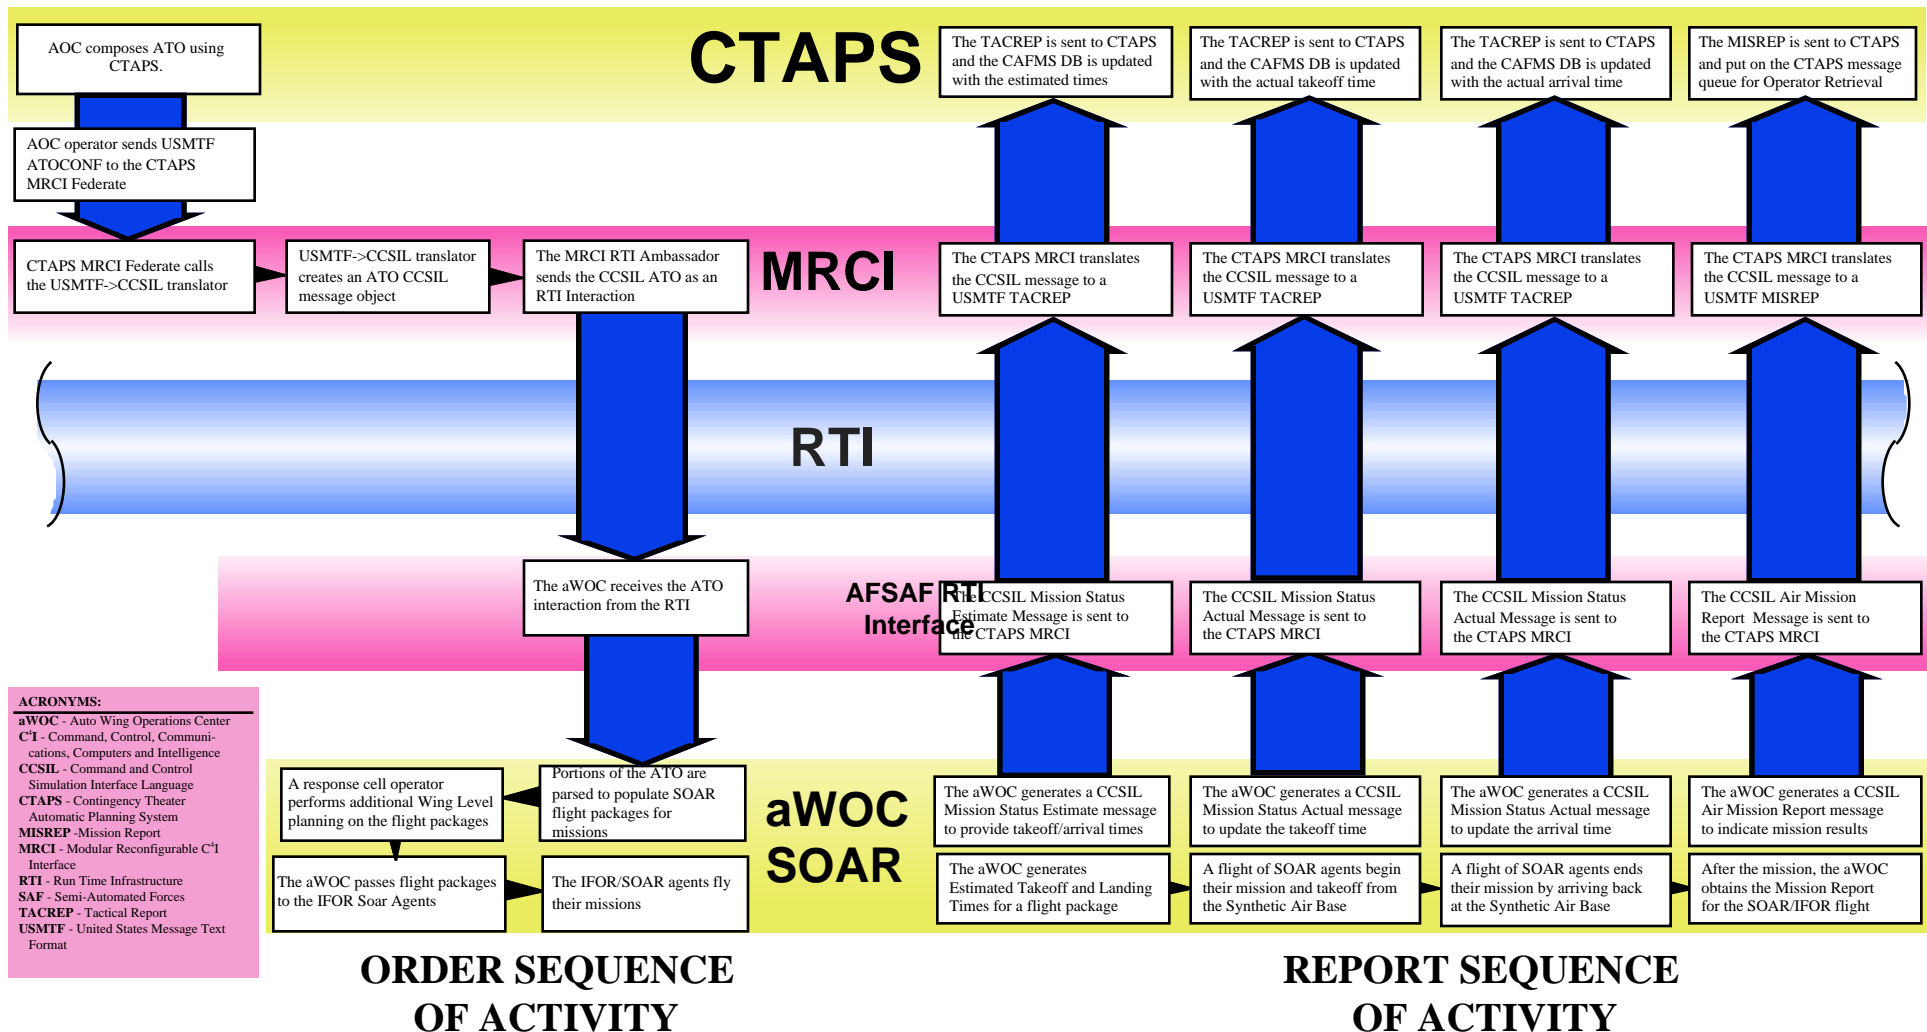 AOC composes ATO using
CTAPS.
CTAPS
The TACREP is sent to CTAPS
and the CAFMS DB is updated
with the estimated times
The TACREP is sent to CTAPS
and the CAFMS DB is updated
with the actual takeoff time
The TACREP is sent to CTAPS
and the CAFMS DB is updated
with the actual arrival time
The MISREP is sent to CTAPS
and put on the CTAPS message
queue for Operator Retrieval
AOC operator sends USMTF
ATOCONF to the CTAPS
MRCI Federate
CTAPS MRCI Federate calls
the USMTF->CCSIL translator
USMTF->CCSIL translator
creates an ATO CCSIL
message object
The MRCI RTI Ambassador
sends the CCSIL ATO as an
RTI Interaction
MRCI
The CTAPS MRCI translates
the CCSIL message to a
USMTF TACREP
The CTAPS MRCI translates
the CCSIL message to a
USMTF TACREP
The CTAPS MRCI translates
the CCSIL message to a
USMTF TACREP
The CTAPS MRCI translates
the CCSIL message to a
USMTF MISREP
RTI
The aWOC receives the ATO
interaction from the RTI
AFSAF RTI
Interface
The CCSIL Mission Status
Estimate Message is sent to
the CTAPS MRCI
The CCSIL Mission Status
Actual Message is sent to
the CTAPS MRCI
The CCSIL Mission Status
Actual Message is sent to
the CTAPS MRCI
The CCSIL Air Mission
Report Message is sent to
the CTAPS MRCI
ACRONYMS:
aWOC - Auto Wing Operations Center
C4I - Command, Control, Communi-
cations, Computers and Intelligence
CCSIL - Command and Control
Simulation Interface Language
CTAPS - Contingency Theater
Automatic Planning System
MISREP -Mission Report
MRCI - Modular Reconfigurable C4I
Interface
RTI - Run Time Infrastructure
SAF - Semi-Automated Forces
TACREP - Tactical Report
USMTF - United States Message Text
Format
A response cell operator
performs additional Wing Level
planning on the flight packages
Portions of the ATO are
parsed to populate SOAR
flight packages for
missions
The aWOC passes flight packages
to the IFOR Soar Agents
The IFOR/SOAR agents fly
their missions
aWOC
SOAR
The aWOC generates a CCSIL
Mission Status Estimate message
to provide takeoff/arrival times
The aWOC generates a CCSIL
Mission Status Actual message
to update the takeoff time
The aWOC generates a CCSIL
Mission Status Actual message
to update the arrival time
The aWOC generates a CCSIL
Air Mission Report message
to indicate mission results
The aWOC generates
Estimated Takeoff and Landing
Times for a flight package
A flight of SOAR agents begin
their mission and takeoff from
the Synthetic Air Base
A flight of SOAR agents ends
their mission by arriving back
at the Synthetic Air Base
After the mission, the aWOC
obtains the Mission Report
for the SOAR/IFOR flight
ORDER SEQUENCE
OF ACTIVITY
REPORT SEQUENCE
OF ACTIVITY